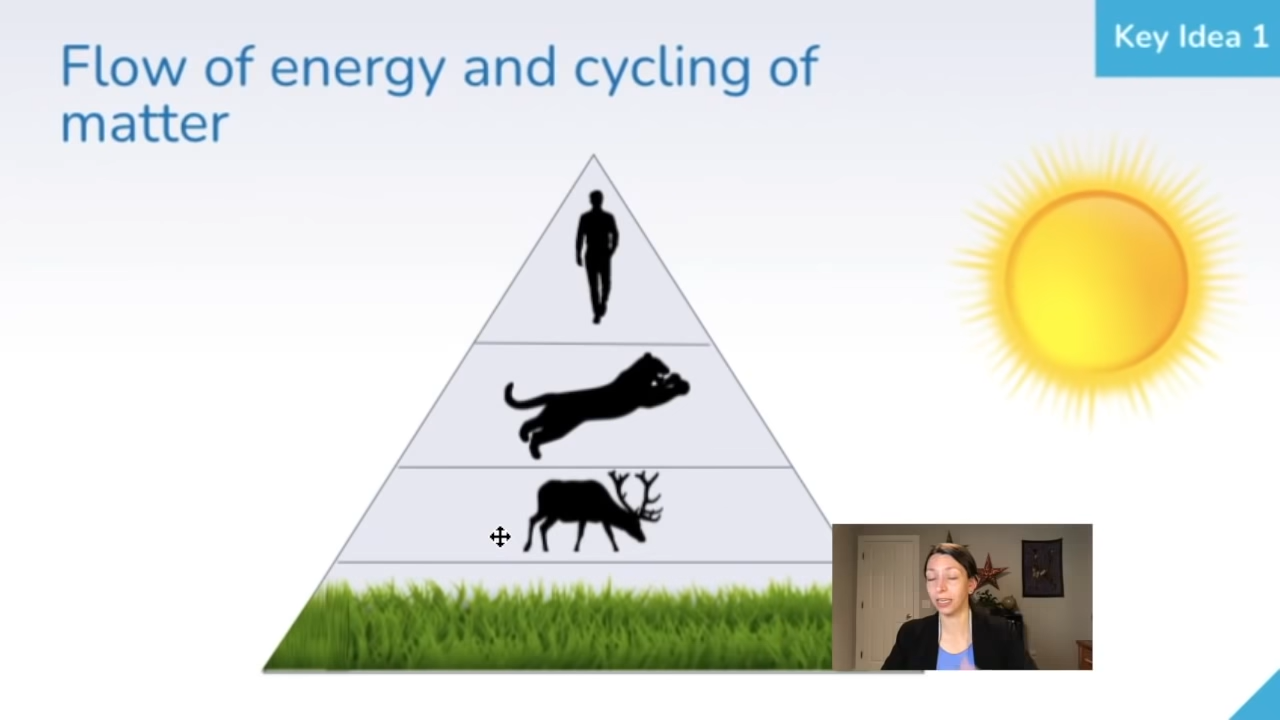 Key Idea 1
Flow of energy and cycling of
matter